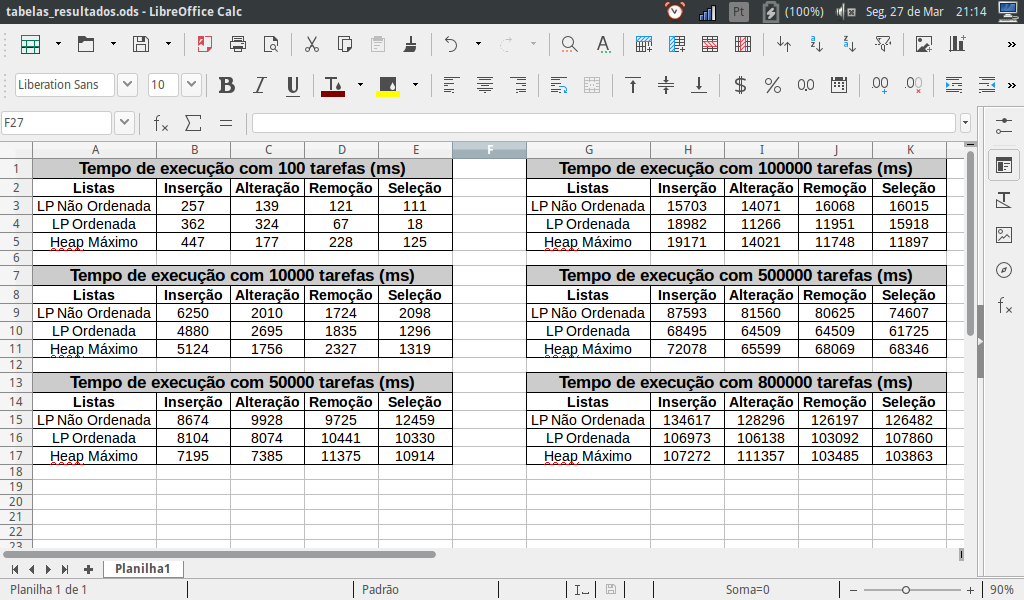 tabelas_resultados.ods - LibreOffice Calc Pt (100%) Seg, 27 de Mar 21:14
Liberation Sans 10
F27
A B C D E F G H I J K
1 Tempo de execução com 100 tarefas (ms) Tempo de execução com 100000 tarefas (ms)
2 Listas Inserção Alteração Remoção Seleção Listas Inserção Alteração Remoção Seleção
3 LP Não Ordenada 257 139 121 111 LP Não Ordenada 15703 14071 16068 16015
4 LP Ordenada 362 324 67 18 LP Ordenada 18982 11266 11951 15918
5 Heap Máximo 447 177 228 125 Heap Máximo 19171 14021 11748 11897
6
7 Tempo de execução com 10000 tarefas (ms) Tempo de execução com 500000 tarefas (ms)
8 Listas Inserção Alteração Remoção Seleção Listas Inserção Alteração Remoção Seleção
9 LP Não Ordenada 6250 2010 1724 2098 LP Não Ordenada 87593 81560 80625 74607
10 LP Ordenada 4880 2695 1835 1296 LP Ordenada 68495 64509 64509 61725
11 Heap Máximo 5124 1756 2327 1319 Heap Máximo 72078 65599 68069 68346
12
13 Tempo de execução com 50000 tarefas (ms) Tempo de execução com 800000 tarefas (ms)
14 Listas Inserção Alteração Remoção Seleção Listas Inserção Alteração Remoção Seleção
15 LP Não Ordenada 8674 9928 9725 12459 LP Não Ordenada 134617 128296 126197 126482
16 LP Ordenada 8104 8074 10441 10330 LP Ordenada 106973 106138 103092 107860
17 Heap Máximo 7195 7385 11375 10914 Heap Máximo 107272 111357 103485 103863
18
19
20
21
22
23
Planilha1
Planilha 1 de 1 Padrão Soma=0 90%